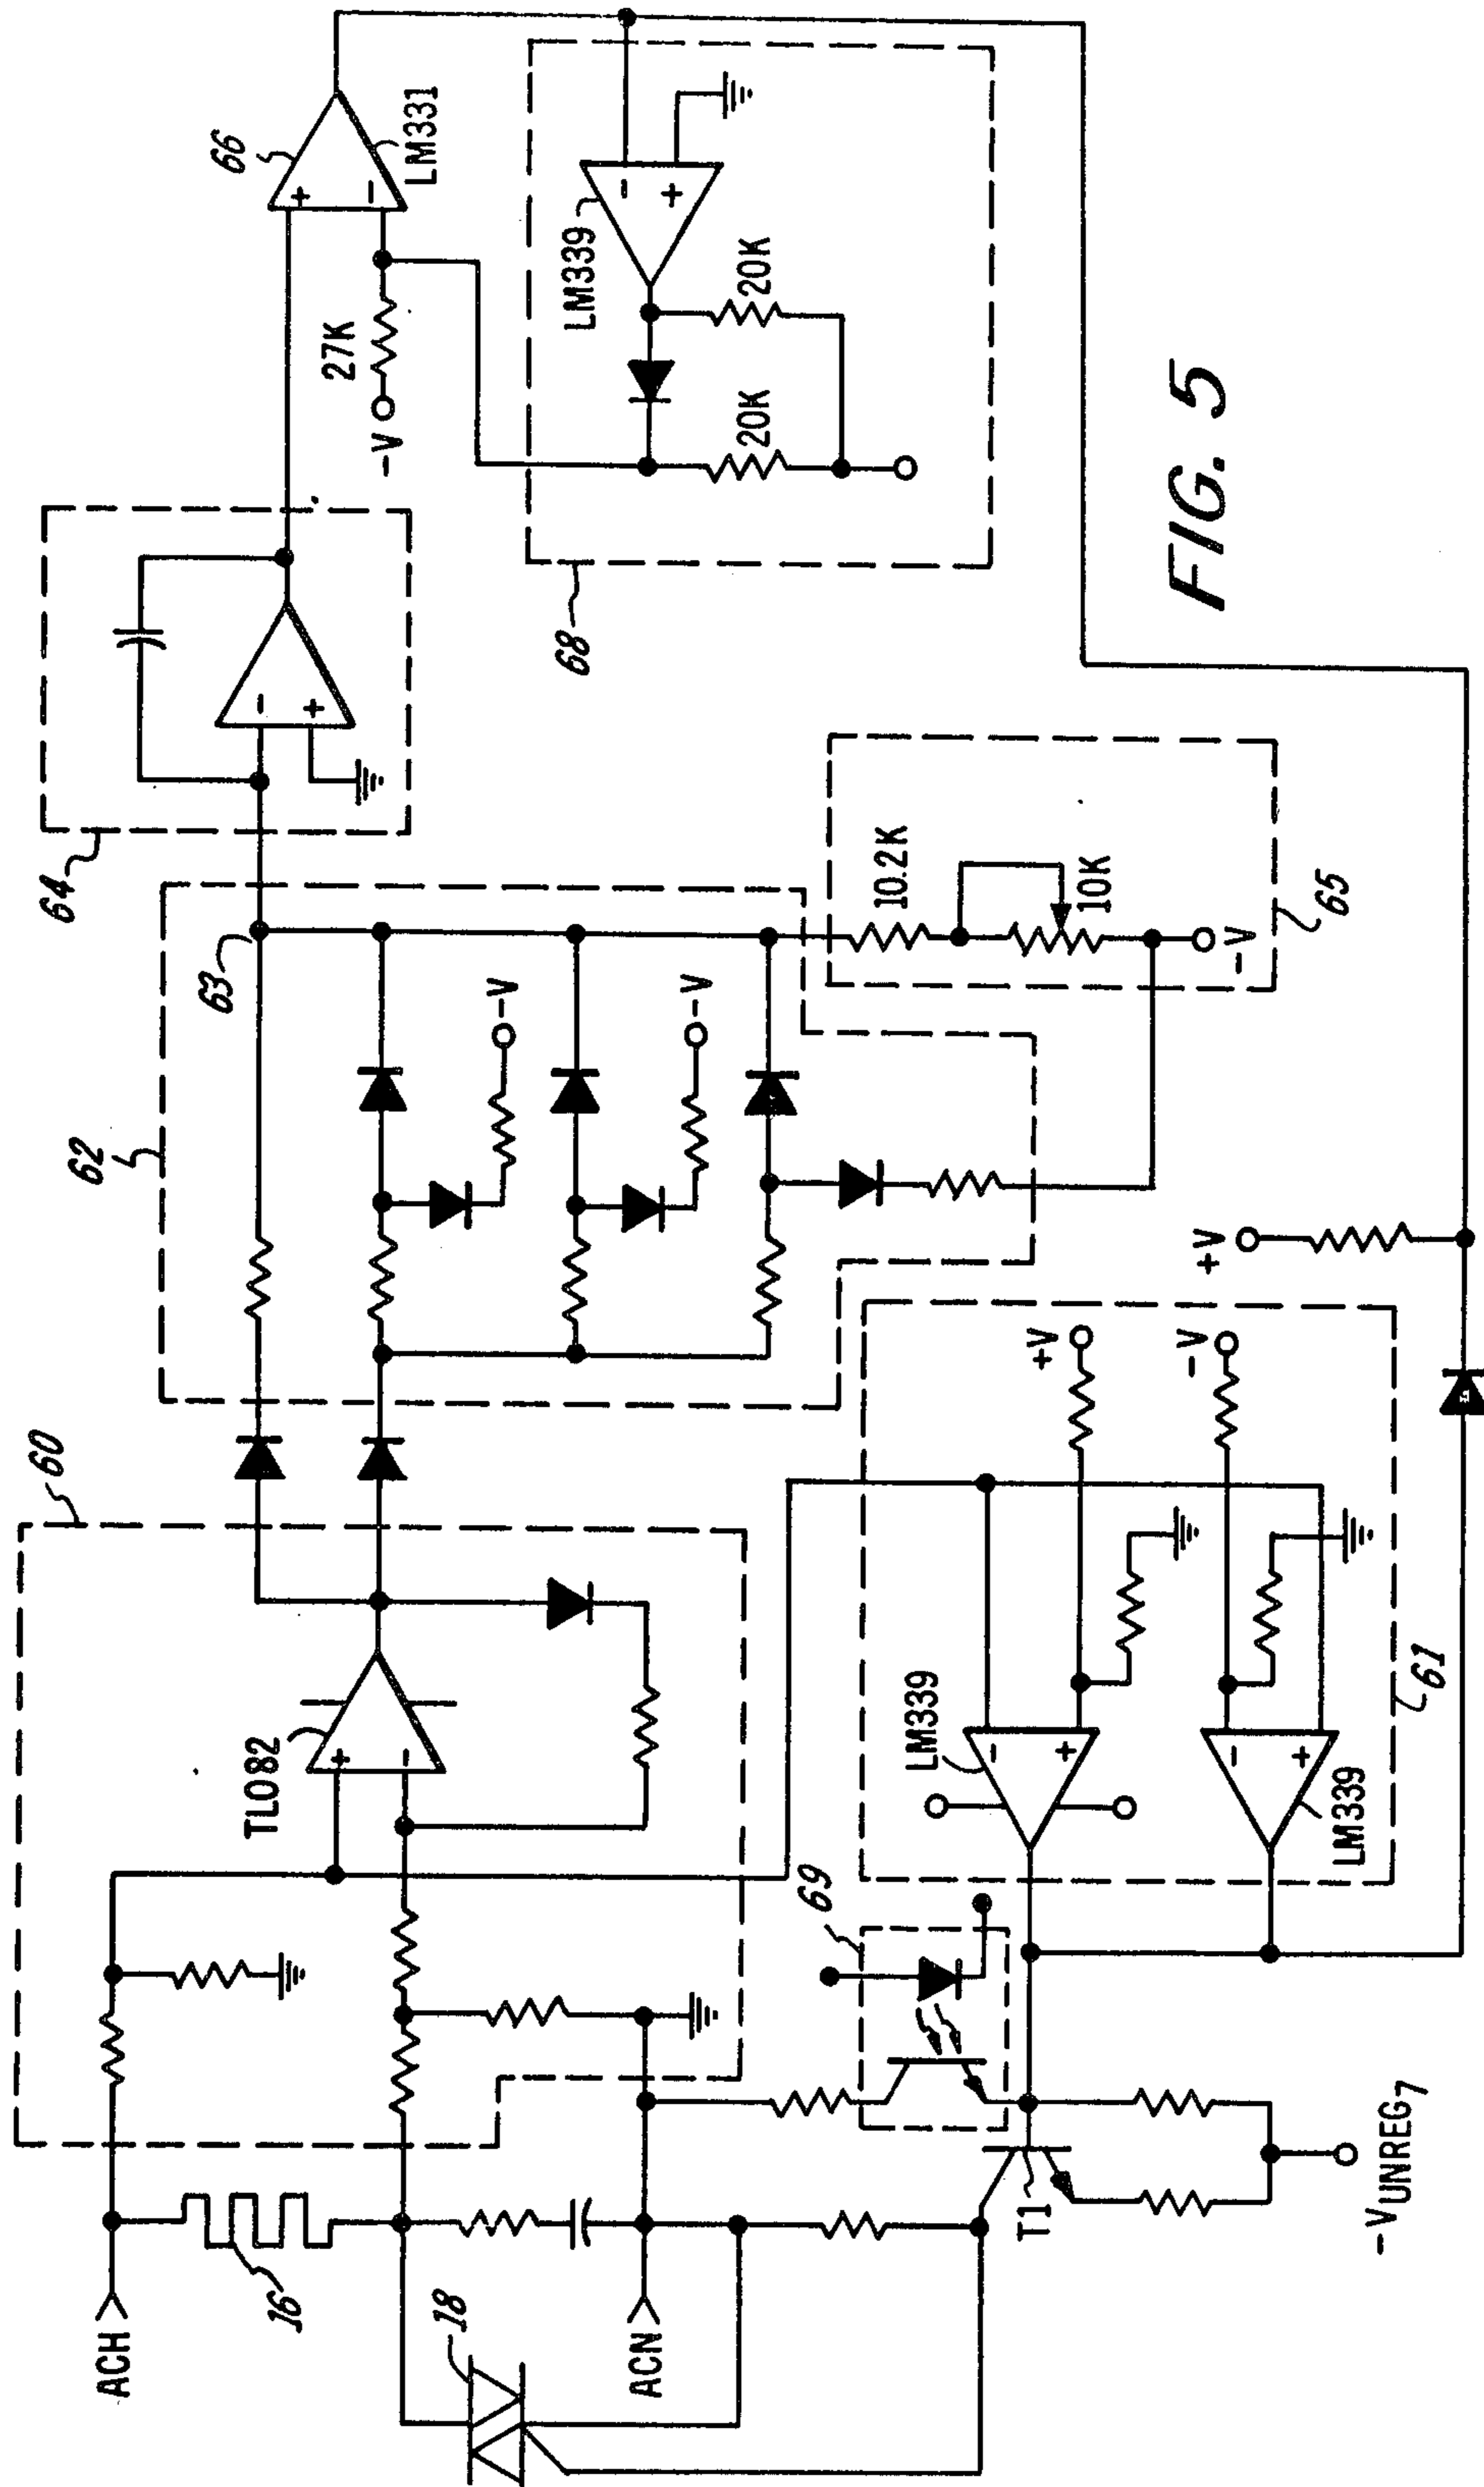 60
62
64
66
ACH
16
18
ACN
TL082
+
-
63
-V
-V
-
+
-V
27K
+
-
LM331
68
LM339
-
+
20K
20K
10.2K
10K
-V
65
69
T1
-VUNREG7
LM339
-
+
+V
-V
-
+
LM339
61
+V
FIG. 5